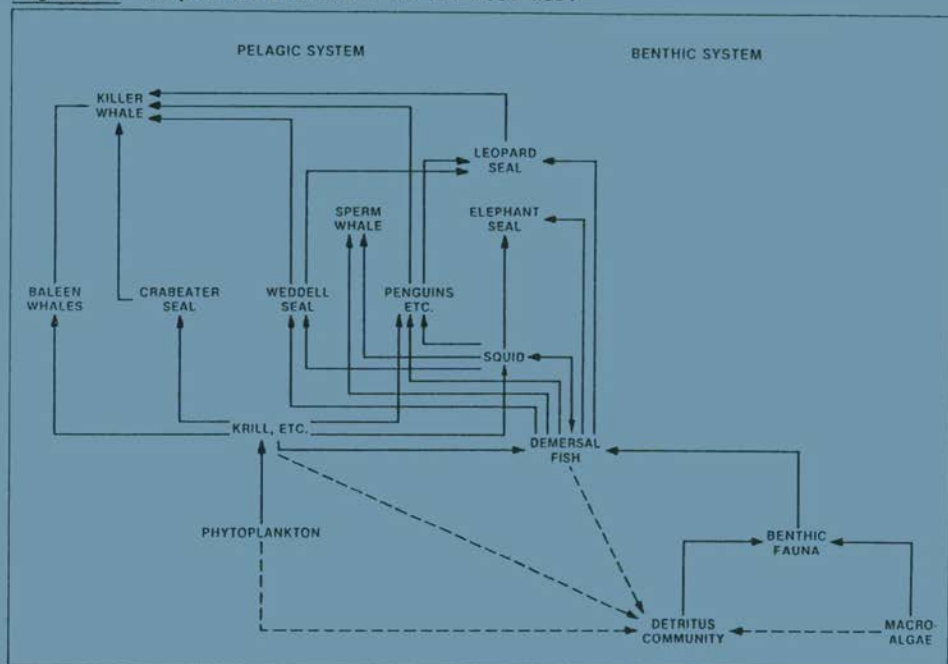 PELAGIC SYSTEM
BENTHIC SYSTEM
KILLER
WHALE
LEOPARD
SEAL
SPERM
WHALE
ELEPHANT
SEAL
BALEEN
WHALES
CRABEATER
SEAL
WEDDELL
SEAL
PENGUINS
ETC.
SQUID
KRILL, ETC.
DEMERSAL
FISH
PHYTOPLANKTON
BENTHIC
FAUNA
DETRITUS
COMMUNITY
MACRO-
ALGAE